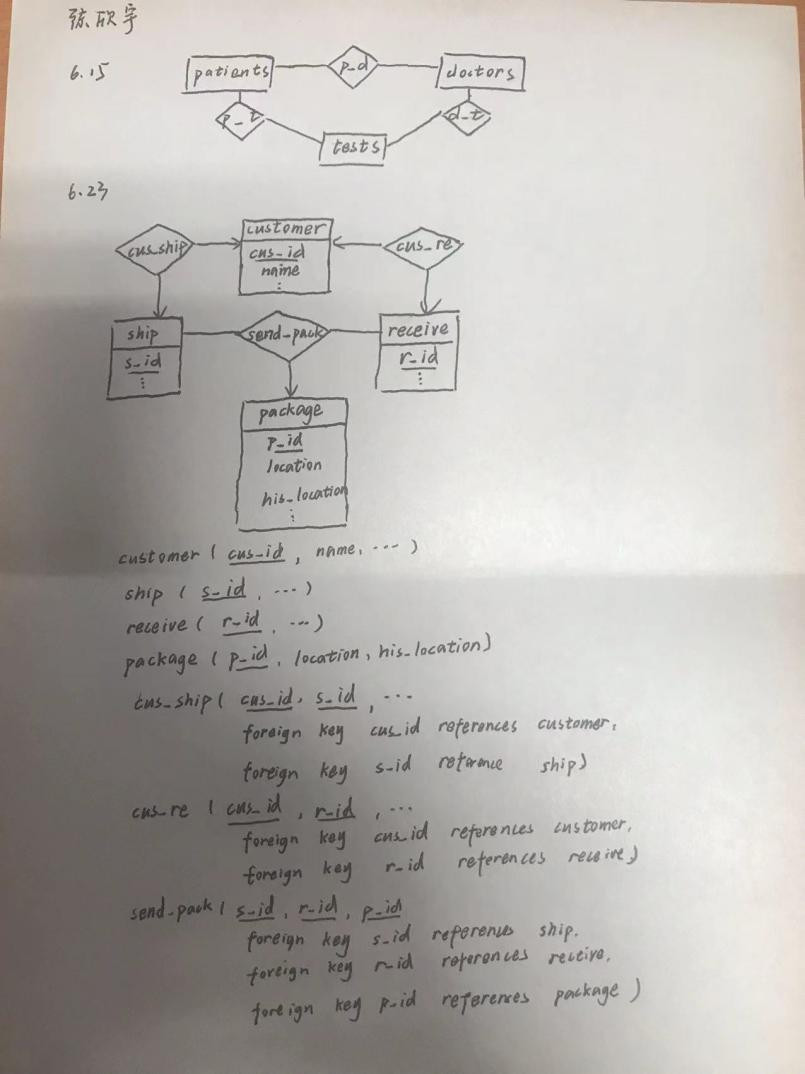 张欣宇
6.15
patients p_d doctors
p_t d_t
tests
6.23
customer
cus_ship cus_id cus_re
name
⋮
ship send_pack receive
s_id r_id
⋮ ⋮
package
p_id
location
his_location
⋮
customer ( cus_id , name, ... )
ship ( s_id , ... )
receive ( r_id , ... )
package ( p_id , location, his_location)
cus_ship ( cus_id, s_id , ...
foreign key cus_id references customer,
foreign key s_id reference ship)
cus_re ( cus_id , r_id , ...
foreign key cus_id references customer,
foreign key r_id references receive)
send_pack ( s_id , r_id , p_id
foreign key s_id references ship,
foreign key r_id references receive,
foreign key p_id references package )